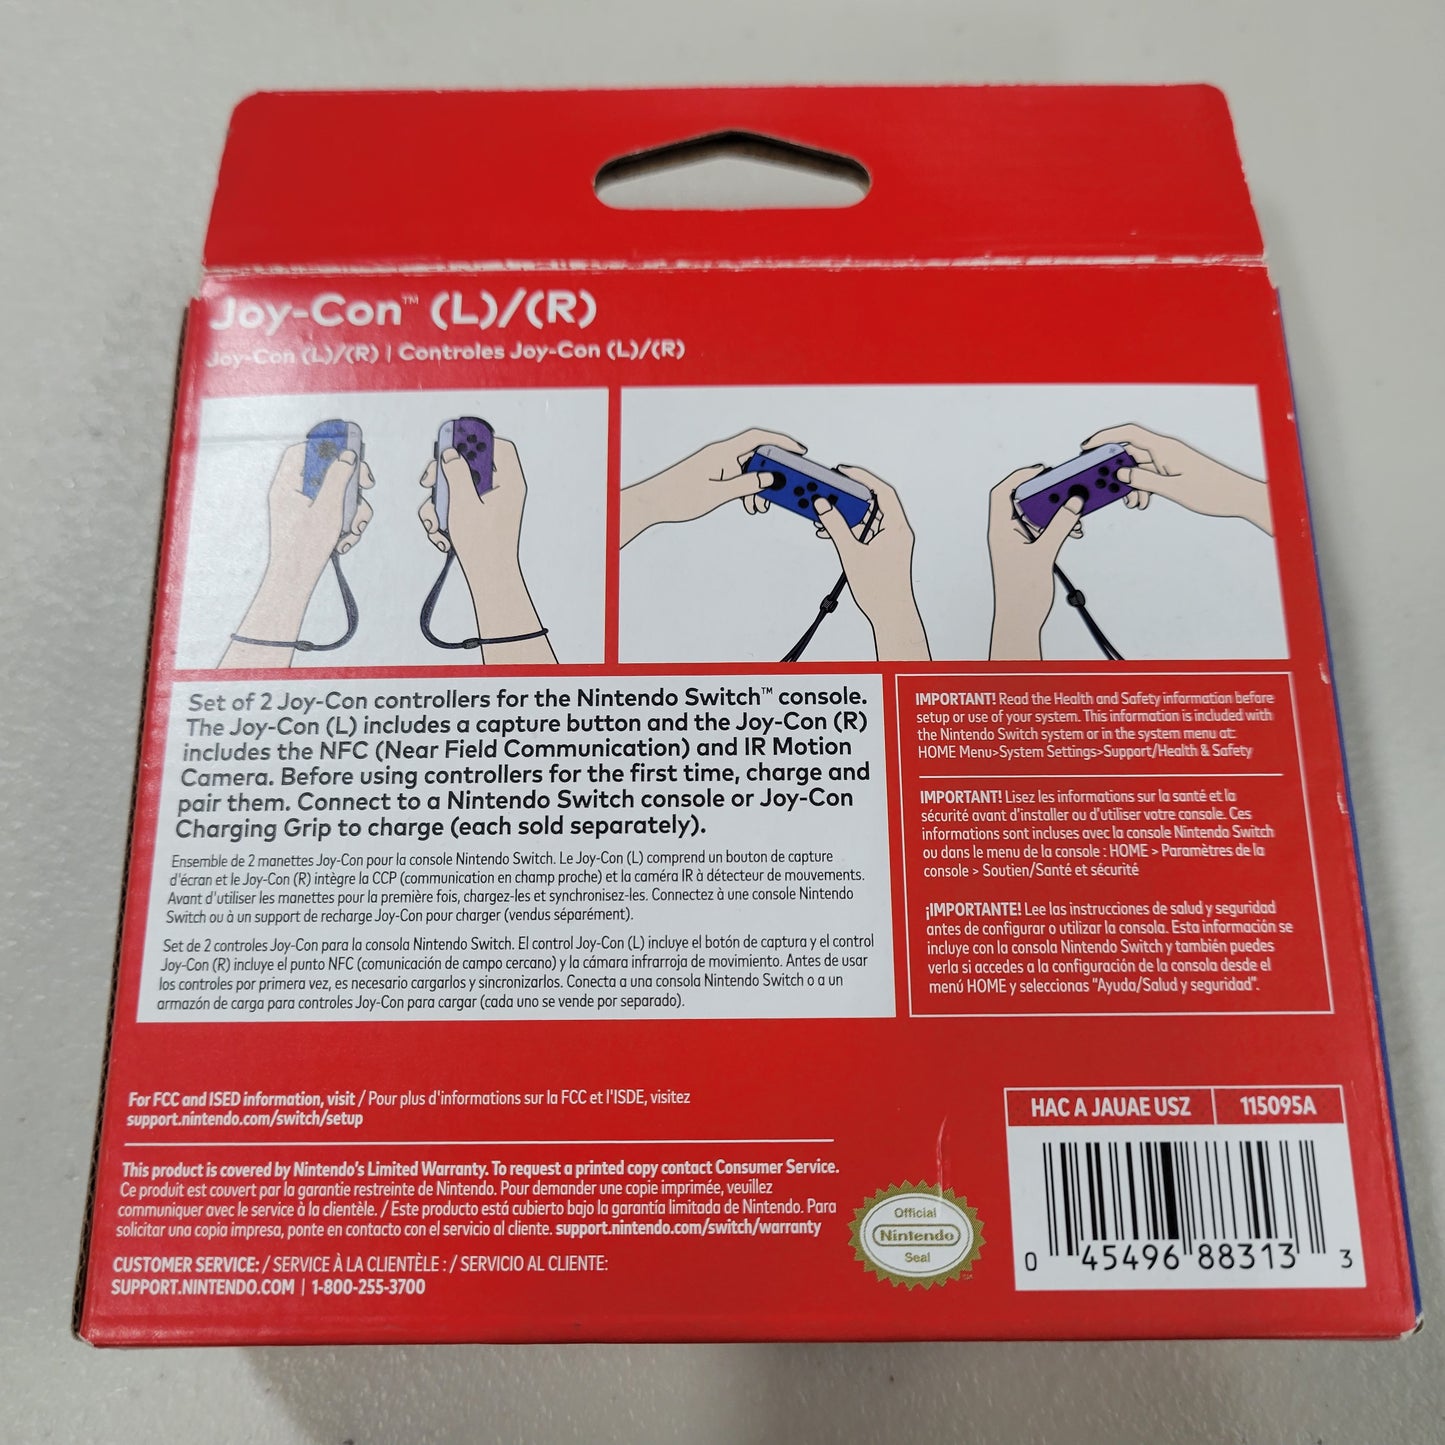 Joy-Con™ (L)/(R)
Joy-Con (L)/(R) | Controles Joy-Con (L)/(R)
Set of 2 Joy-Con controllers for the Nintendo Switch™ console.
The Joy-Con (L) includes a capture button and the Joy-Con (R)
includes the NFC (Near Field Communication) and IR Motion
Camera. Before using controllers for the first time, charge and
pair them. Connect to a Nintendo Switch console or Joy-Con
Charging Grip to charge (each sold separately).
Ensemble de 2 manettes Joy-Con pour la console Nintendo Switch. Le Joy-Con (L) comprend un bouton de capture
d'écran et le Joy-Con (R) intègre la CCP (communication en champ proche) et la caméra IR à détecteur de mouvements.
Avant d'utiliser les manettes pour la première fois, chargez-les et synchronisez-les. Connectez à une console Nintendo
Switch ou à un support de recharge Joy-Con pour charger (vendus séparément).
Set de 2 controles Joy-Con para la consola Nintendo Switch. El control Joy-Con (L) incluye el botón de captura y el control
Joy-Con (R) incluye el punto NFC (comunicación de campo cercano) y la cámara infrarroja de movimiento. Antes de usar
los controles por primera vez, es necesario cargarlos y sincronizarlos. Conecta a una consola Nintendo Switch o a un
armazón de carga para controles Joy-Con para cargar (cada uno se vende por separado).
IMPORTANT! Read the Health and Safety information before
setup or use of your system. This information is included with
the Nintendo Switch system or in the system menu at:
HOME Menu>System Settings>Support/Health & Safety
IMPORTANT! Lisez les informations sur la santé et la
sécurité avant d'installer ou d'utiliser votre console. Ces
informations sont incluses avec la console Nintendo Switch
ou dans le menu de la console : HOME > Paramètres de la
console > Soutien/Santé et sécurité
¡IMPORTANTE! Lee las instrucciones de salud y seguridad
antes de configurar o utilizar la consola. Esta información se
incluye con la consola Nintendo Switch y también puedes
verla si accedes a la configuración de la consola desde el
menú HOME y seleccionas "Ayuda/Salud y seguridad".
For FCC and ISED information, visit / Pour plus d'informations sur la FCC et l'ISDE, visitez
support.nintendo.com/switch/setup
This product is covered by Nintendo's Limited Warranty. To request a printed copy contact Consumer Service.
Ce produit est couvert par la garantie restreinte de Nintendo. Pour demander une copie imprimée, veuillez
communiquer avec le service à la clientèle. / Este producto está cubierto bajo la garantía limitada de Nintendo. Para
solicitar una copia impresa, ponte en contacto con el servicio al cliente. support.nintendo.com/switch/warranty
CUSTOMER SERVICE: / SERVICE À LA CLIENTÈLE : / SERVICIO AL CLIENTE:
SUPPORT.NINTENDO.COM | 1-800-255-3700
Official
Nintendo
Seal
SM
HAC A JAUAE USZ | 115095A
0 45496 88313 3